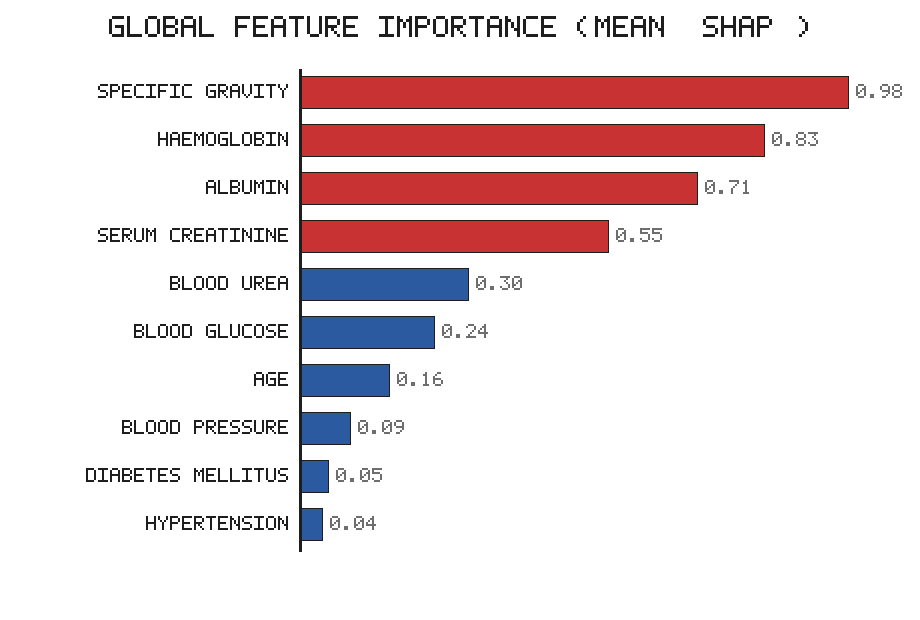 GLOBAL FEATURE IMPORTANCE (MEAN SHAP )
SPECIFIC GRAVITY 0.98
HAEMOGLOBIN 0.83
ALBUMIN 0.71
SERUM CREATININE 0.55
BLOOD UREA 0.30
BLOOD GLUCOSE 0.24
AGE 0.16
BLOOD PRESSURE 0.09
DIABETES MELLITUS 0.05
HYPERTENSION 0.04